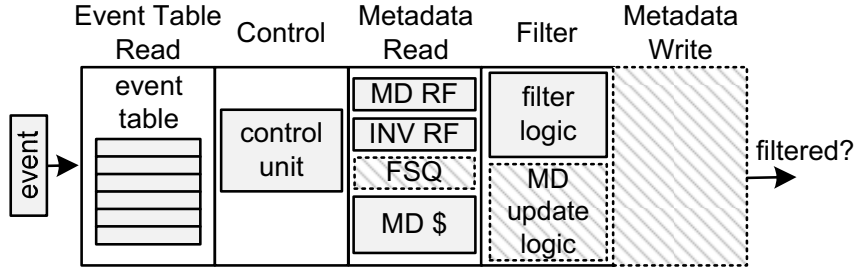 Event Table
Read
Control
Metadata
Read
Filter
Metadata
Write
event
event
table
control
unit
MD RF
INV RF
FSQ
MD $
filter
logic
MD
update
logic
filtered?